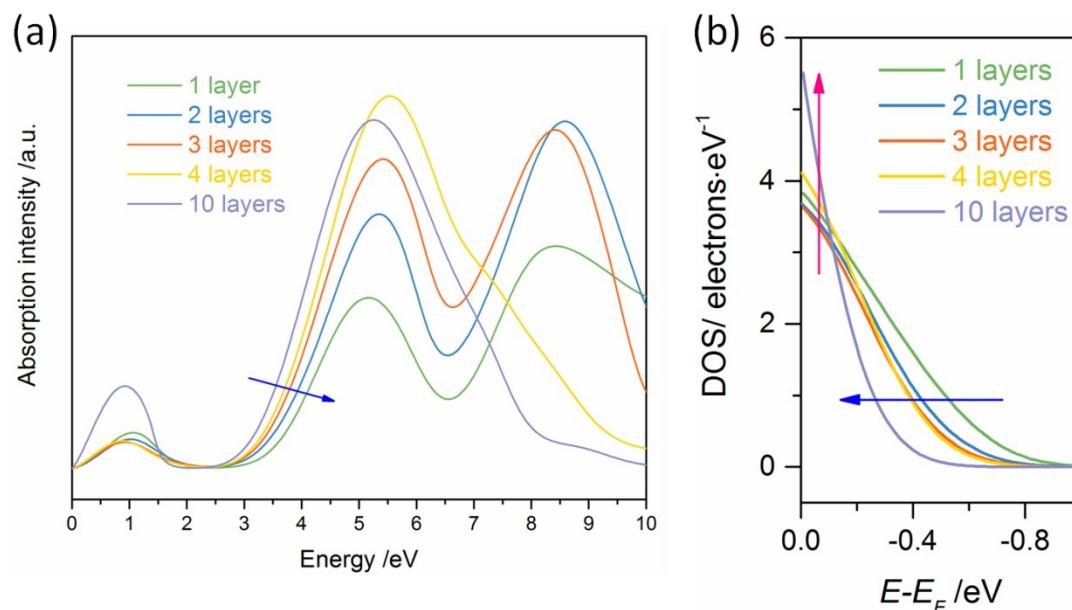 (a)
1 layer
2 layers
3 layers
4 layers
10 layers
Absorption intensity /a.u.
0 1 2 3 4 5 6 7 8 9 10
Energy /eV
(b)
6
4
2
0
1 layers
2 layers
3 layers
4 layers
10 layers
DOS/ electrons·eV⁻¹
0.0 -0.4 -0.8
E-E_F /eV